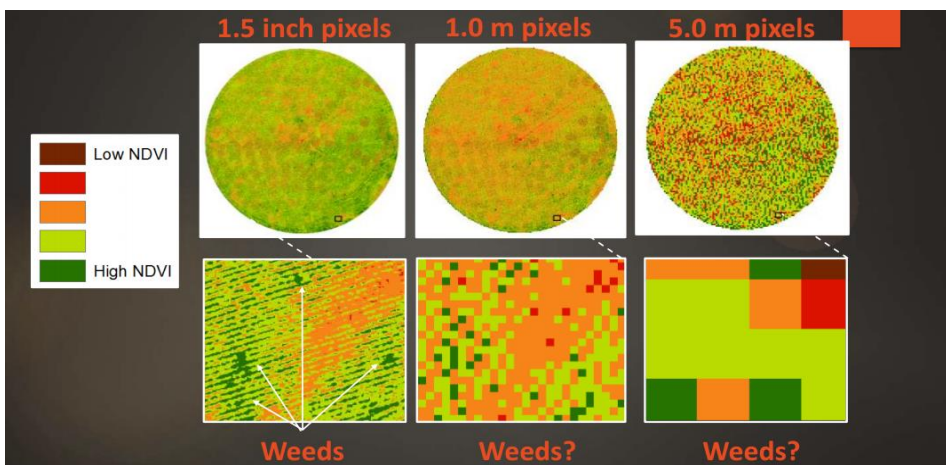 1.5 inch pixels
1.0 m pixels
5.0 m pixels
Low NDVI
High NDVI
Weeds
Weeds?
Weeds?